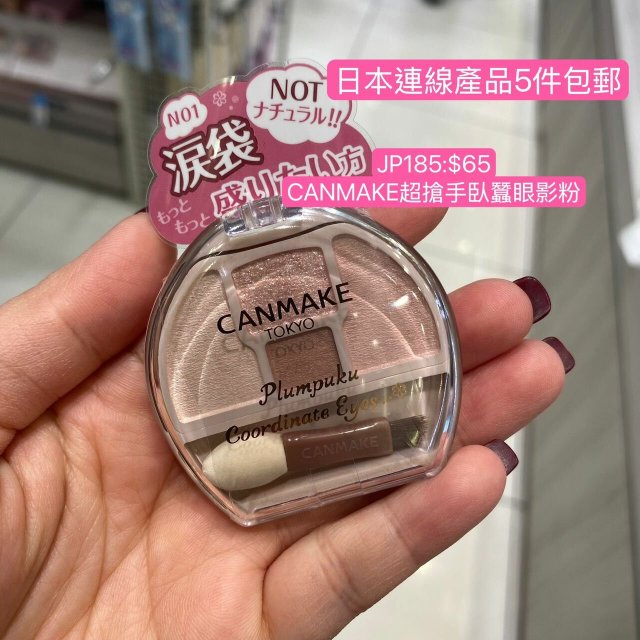 日本連線產品5件包郵
JP185:$65
CANMAKE超搶手臥蠶眼影粉
NO1
NOT
ナチュラル!!
涙袋
もっと
もっと
成りたい方
CANMAKE
TOKYO
Plumpuku
Coordinate Eyes
CANMAKE